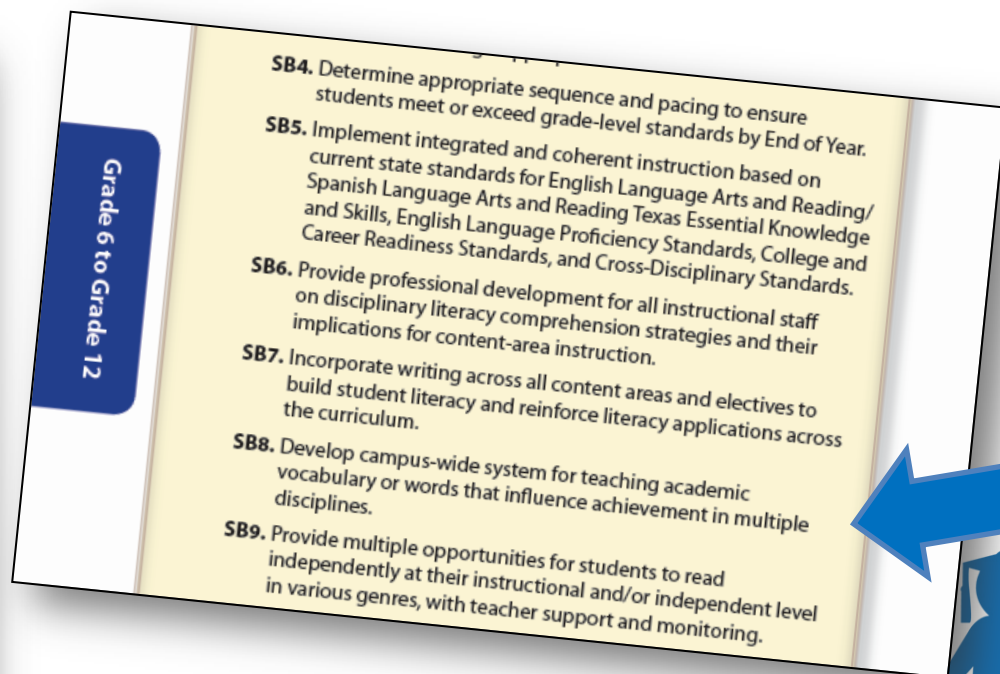 SB4. Determine appropriate sequence and pacing to ensure
students meet or exceed grade-level standards by End of Year.
SB5. Implement integrated and coherent instruction based on
current state standards for English Language Arts and Reading/
Spanish Language Arts and Reading Texas Essential Knowledge
and Skills, English Language Proficiency Standards, College and
Career Readiness Standards, and Cross-Disciplinary Standards.
SB6. Provide professional development for all instructional staff
on disciplinary literacy comprehension strategies and their
implications for content-area instruction.
SB7. Incorporate writing across all content areas and electives to
build student literacy and reinforce literacy applications across
the curriculum.
SB8. Develop campus-wide system for teaching academic
vocabulary or words that influence achievement in multiple
disciplines.
SB9. Provide multiple opportunities for students to read
independently at their instructional and/or independent level
in various genres, with teacher support and monitoring.
Grade 6 to Grade 12